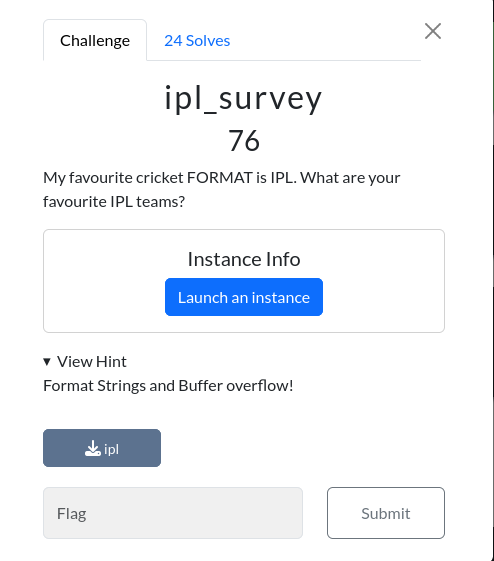 Challenge
24 Solves
ipl_survey
76
My favourite cricket FORMAT is IPL. What are your
favourite IPL teams?
Instance Info
Launch an instance
View Hint
Format Strings and Buffer overflow!
ipl
Flag
Submit